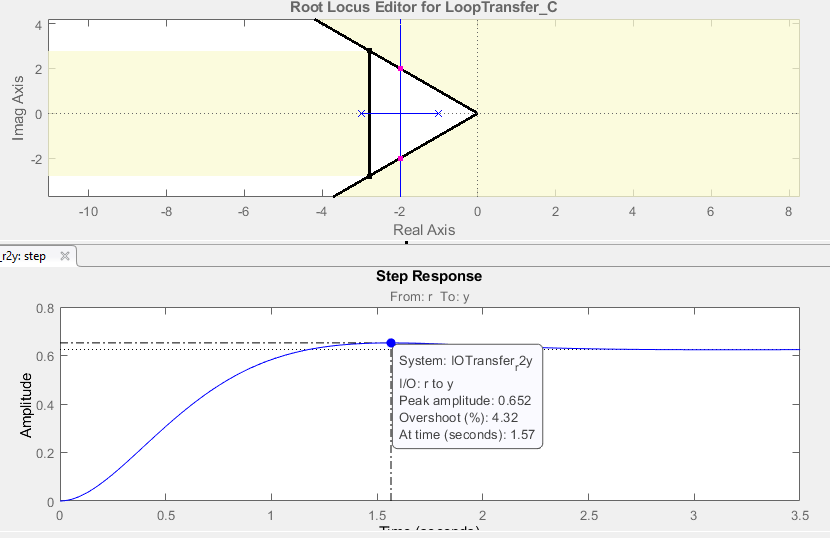 Root Locus Editor for LoopTransfer_C
4
2
0
-2
Imag Axis
-10 -8 -6 -4 -2 0 2 4 6 8
Real Axis
_r2y: step
Step Response
From: r To: y
0.8
0.6
0.4
0.2
0
Amplitude
System: IOTransfer_r2y
I/O: r to y
Peak amplitude: 0.652
Overshoot (%): 4.32
At time (seconds): 1.57
0 0.5 1 1.5 2 2.5 3 3.5
Time (seconds)